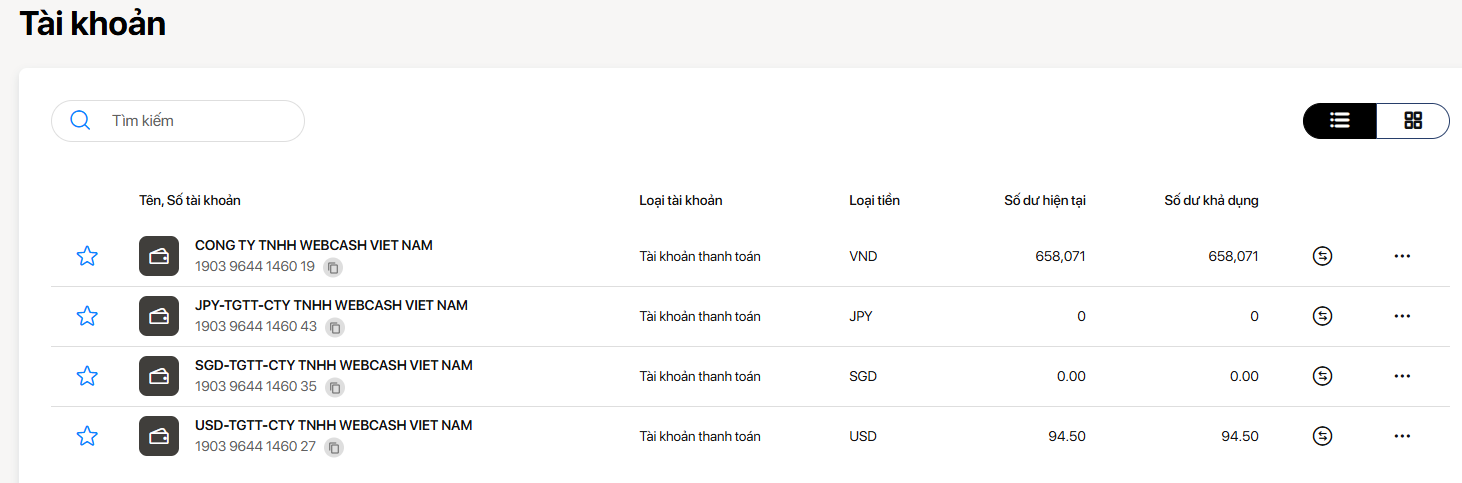 Tài khoản
Tìm kiếm
Tên, Số tài khoản Loại tài khoản Loại tiền Số dư hiện tại Số dư khả dụng
CONG TY TNHH WEBCASH VIET NAM
1903 9644 1460 19
Tài khoản thanh toán VND 658,071 658,071
JPY-TGTT-CTY TNHH WEBCASH VIET NAM
1903 9644 1460 43
Tài khoản thanh toán JPY 0 0
SGD-TGTT-CTY TNHH WEBCASH VIET NAM
1903 9644 1460 35
Tài khoản thanh toán SGD 0.00 0.00
USD-TGTT-CTY TNHH WEBCASH VIET NAM
1903 9644 1460 27
Tài khoản thanh toán USD 94.50 94.50